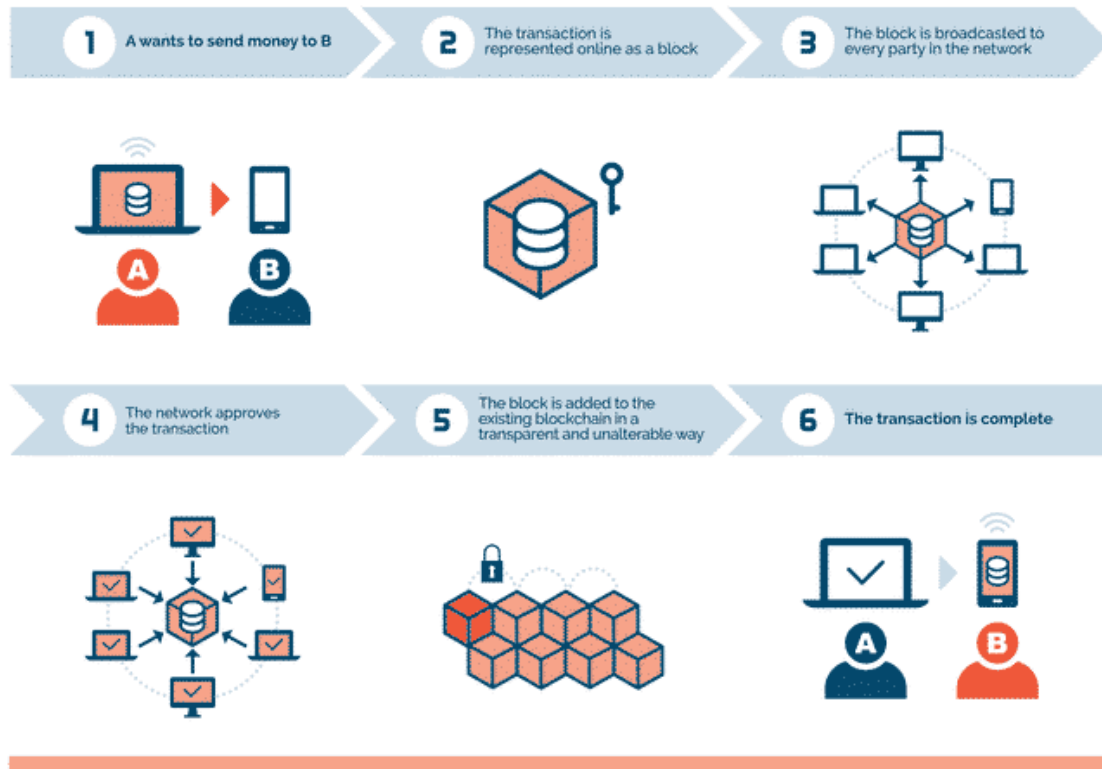 1
A wants to send money to B
2
The transaction is
represented online as a block
3
The block is broadcasted to
every party in the network
A
B
4
The network approves
the transaction
5
The block is added to the
existing blockchain in a
transparent and unalterable way
6
The transaction is complete
A
B